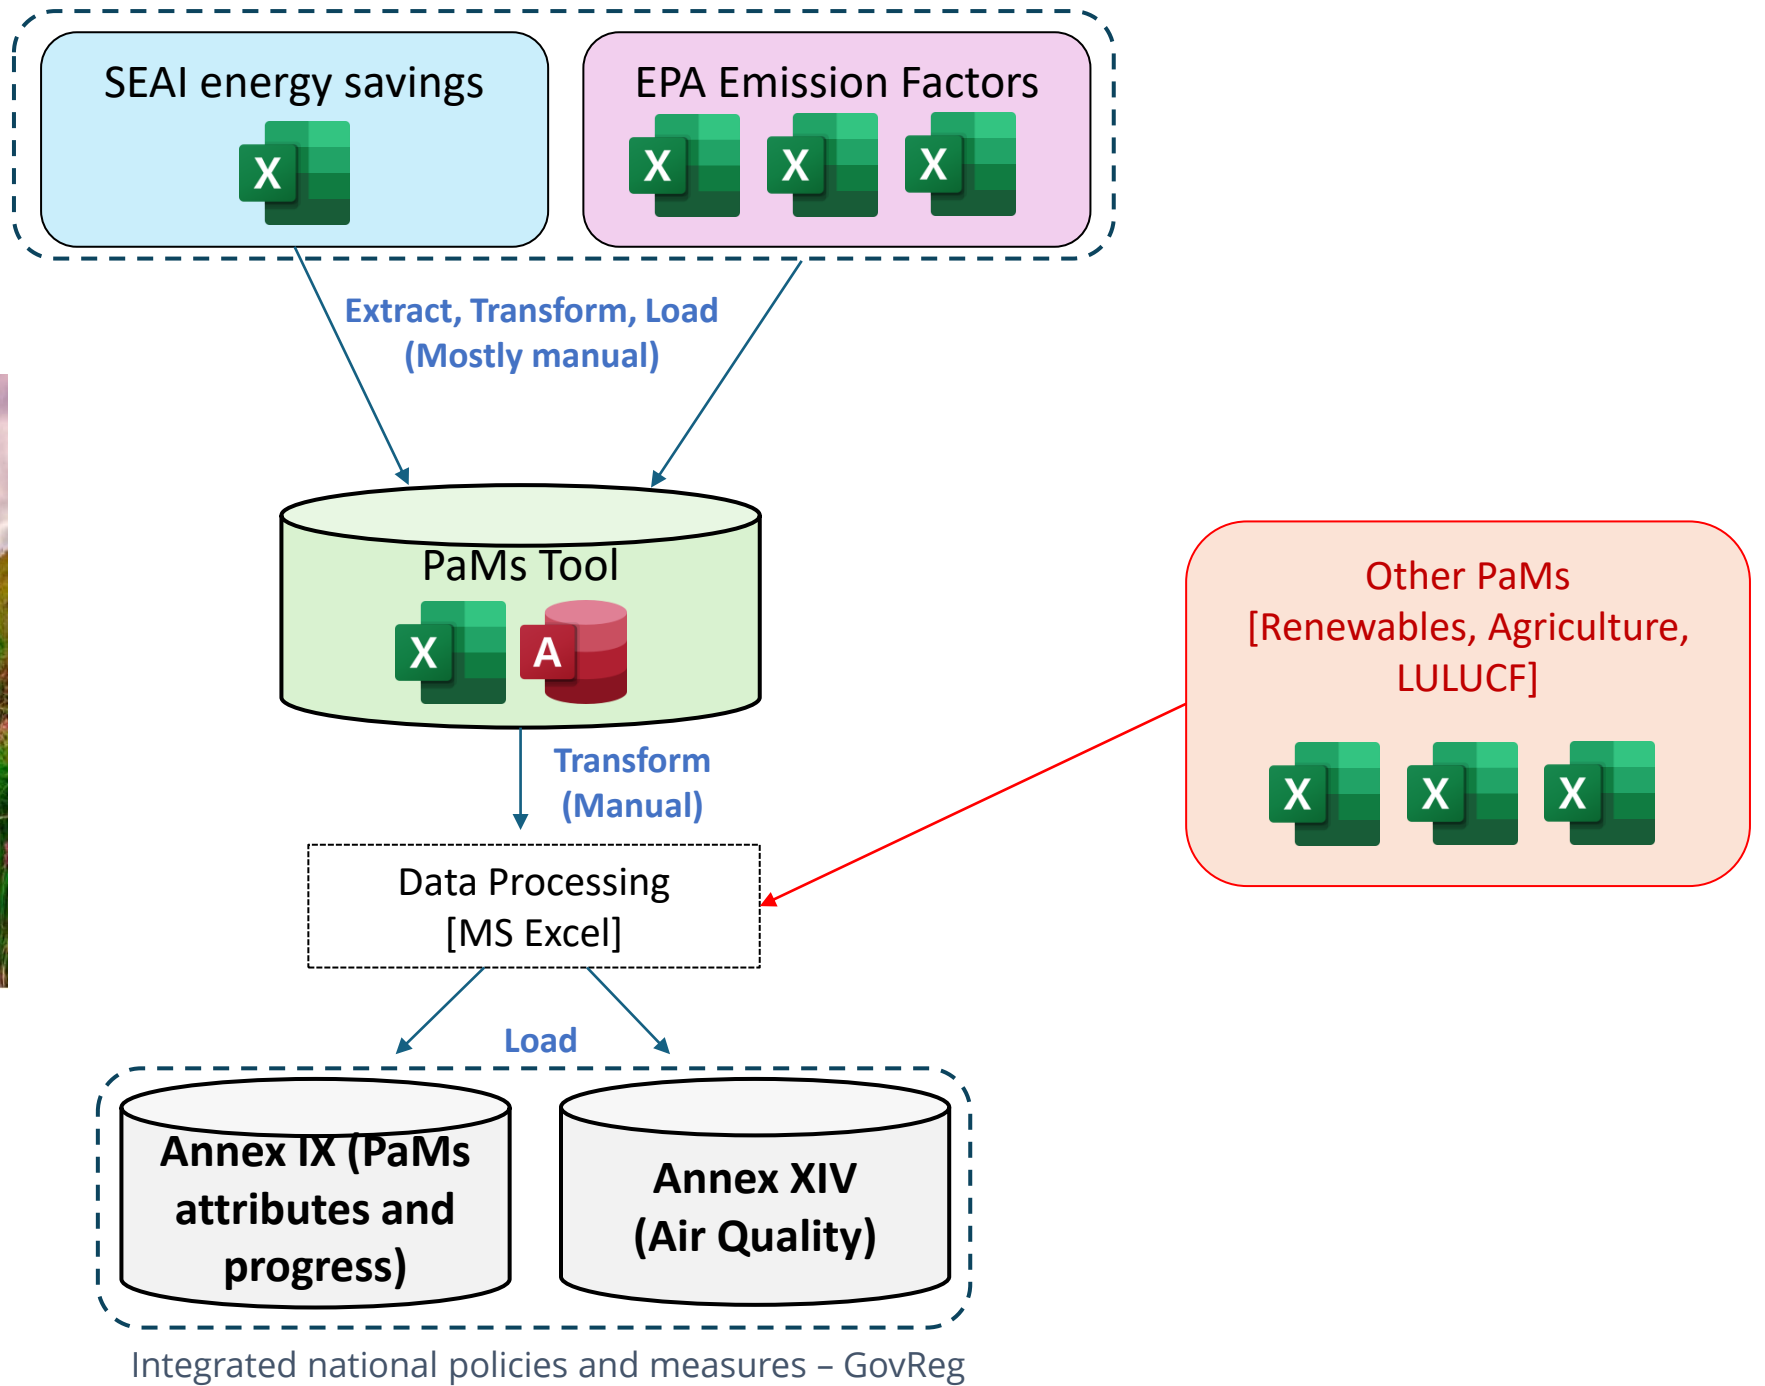 SEAI energy savings
X
EPA Emission Factors
X X X
Extract, Transform, Load
(Mostly manual)
PaMs Tool
X A
Other PaMs
[Renewables, Agriculture,
LULUCF]
X X X
Transform
(Manual)
Data Processing
[MS Excel]
Load
Annex IX (PaMs
attributes and
progress)
Annex XIV
(Air Quality)
Integrated national policies and measures – GovReg